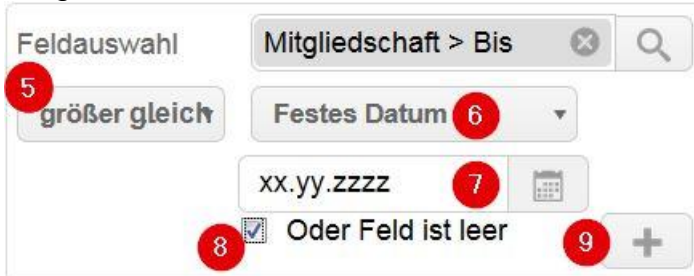 Feldauswahl Mitgliedschaft > Bis
5
größer gleich Festes Datum 6
xx.yy.zzzz 7
8 Oder Feld ist leer 9